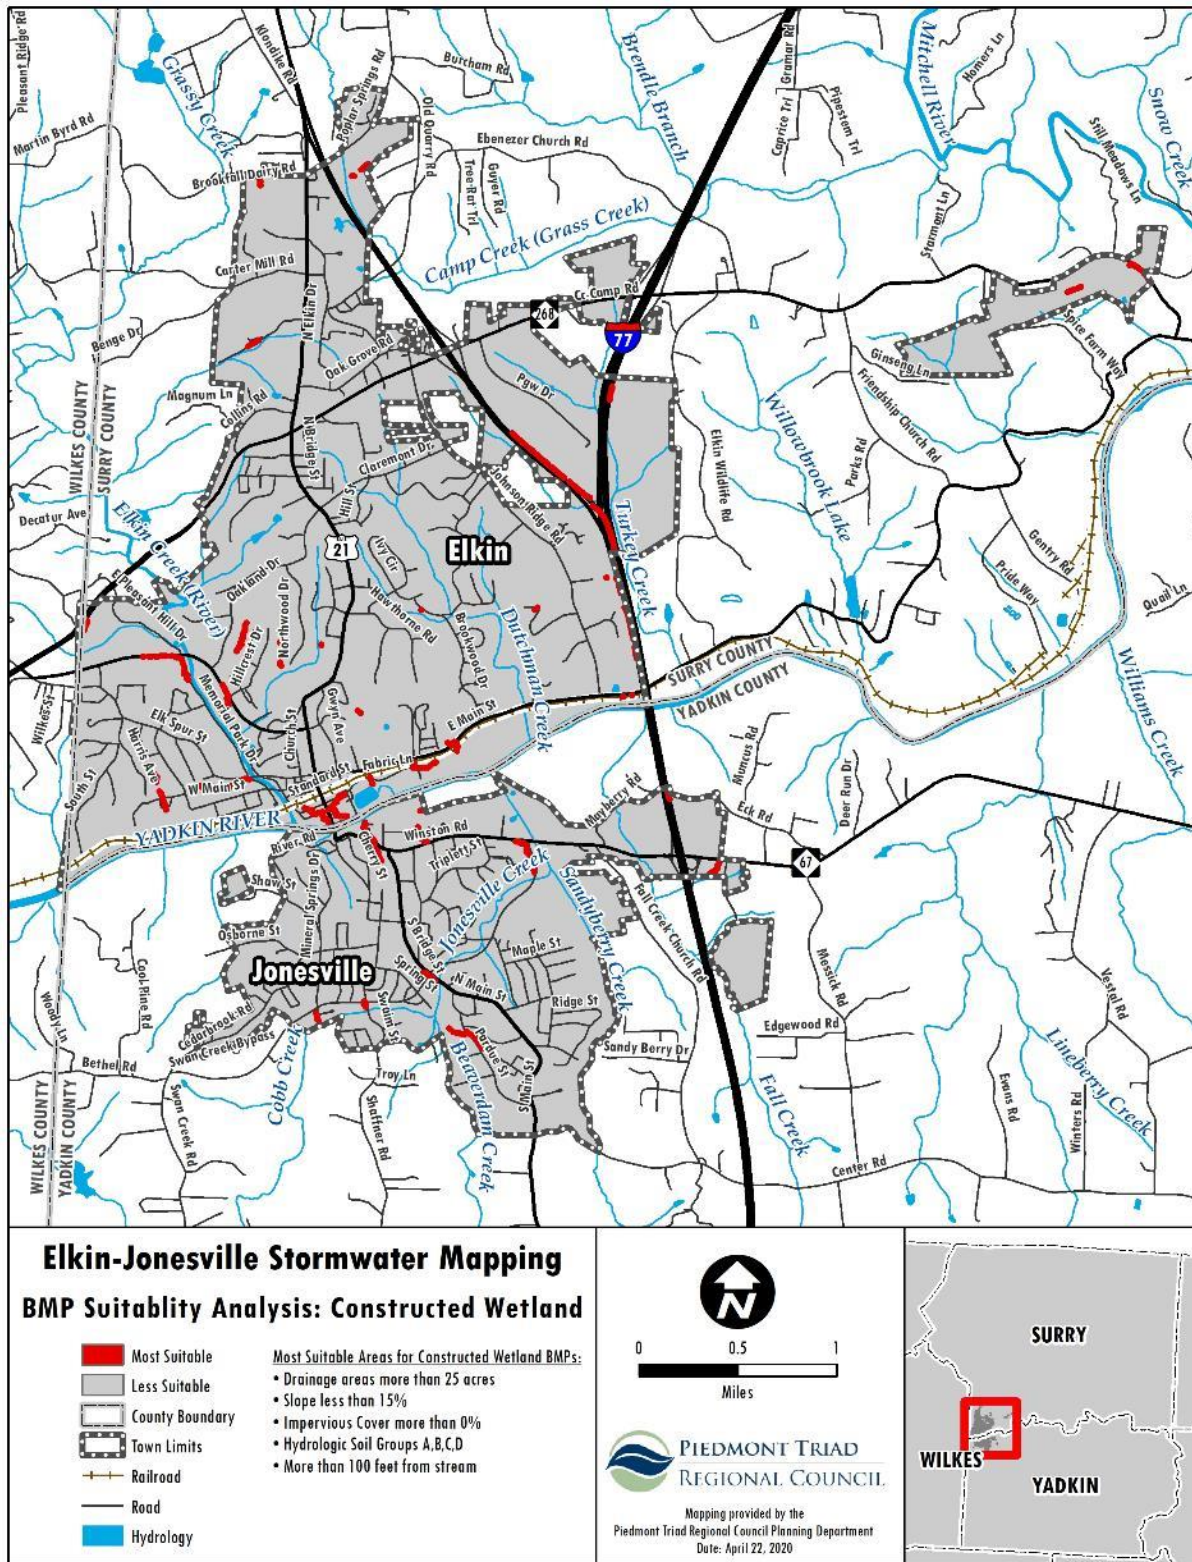 Pleasant Ridge Rd
Grassy Creek
Klondike Rd
Poplar Springs Rd
Burcham Rd
Brendle Branch
Gramar Rd
Caprice Trl
Pipestem Trl
Mitchell River
Homers Ln
Snow Creek
Still Meadows Ln
Martin Byrd Rd
Old Quarry Rd
Ebenezer Church Rd
Brookfall Dairy Rd
Tree-Rat Trl
Guyer Rd
Starmont Ln
Camp Creek (Grass Creek)
Carter Mill Rd
N Elkin Dr
Cc Camp Rd
268
77
Benge Dr
Oak Grove Rd
Pgw Dr
Spice Farm Way
Ginseng Ln
Friendship Church Rd
Magnum Ln
Collins Rd
N Bridge St
Claremont Dr
Elkin Wildlife Rd
Willowbrook Lake
Parks Rd
WILKES COUNTY
SURRY COUNTY
Hill St
Johnson Ridge Rd
Decatur Ave
Elkin Creek (River)
21
Elkin
Turkey Creek
Ivy Cir
Gentry Rd
Pride Way
Quail Ln
E Pleasant Hill Dr
Oakland Dr
Northwood Dr
Hawthorne Rd
Hillcrest Dr
Brookwood Dr
Dutchman Creek
SURRY COUNTY
YADKIN COUNTY
Williams Creek
Memorial Park Dr
Wilkes St
Elk Spur St
Church St
Gwyn Ave
E Main St
Harris Ave
Muncus Rd
Deer Run Dr
South St
W Main St
Standard St
Fabric Ln
Mayberry Rd
Eck Rd
YADKIN RIVER
River Rd
Cherry St
Winston Rd
Triplett St
67
Shaw St
Mineral Springs Dr
Jonesville Creek
Sandyberry Creek
Fall Creek Church Rd
Osborne St
S Bridge St
Maple St
Jonesville
Spring St
N Main St
Ridge St
Messick Rd
Cool Pine Rd
Woody Ln
Vestal Rd
Cedarbrook Rd
Swan Creek Bypass
Swaim St
Pardue St
Edgewood Rd
Sandy Berry Dr
Bethel Rd
Cobb Creek
Troy Ln
Beaverdam Creek
S Main St
Lineberry Creek
Evans Rd
Winters Rd
WILKES COUNTY
YADKIN COUNTY
Swan Creek Rd
Shaffner Rd
Fall Creek
Center Rd
Elkin-Jonesville Stormwater Mapping
BMP Suitablity Analysis: Constructed Wetland
Most Suitable
Less Suitable
County Boundary
Town Limits
Railroad
Road
Hydrology
Most Suitable Areas for Constructed Wetland BMPs:
• Drainage areas more than 25 acres
• Slope less than 15%
• Impervious Cover more than 0%
• Hydrologic Soil Groups A,B,C,D
• More than 100 feet from stream
N
0 0.5 1
Miles
PIEDMONT TRIAD
REGIONAL COUNCIL
Mapping provided by the
Piedmont Triad Regional Council Planning Department
Date: April 22, 2020
SURRY
WILKES
YADKIN